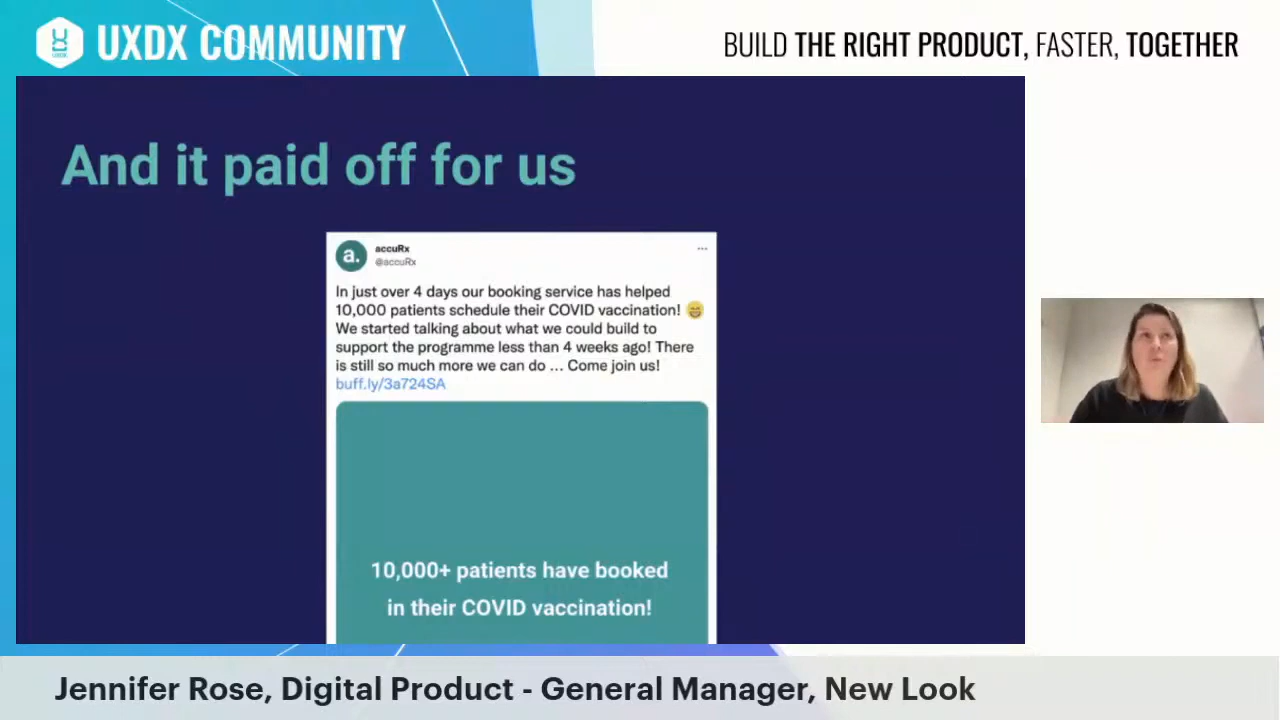 UXDX COMMUNITY
BUILD THE RIGHT PRODUCT, FASTER, TOGETHER
UXDX
And it paid off for us
a.
accuRx
@accuRx
In just over 4 days our booking service has helped
10,000 patients schedule their COVID vaccination! 😄
We started talking about what we could build to
support the programme less than 4 weeks ago! There
is still so much more we can do ... Come join us!
buff.ly/3a724SA
10,000+ patients have booked
in their COVID vaccination!
Jennifer Rose, Digital Product - General Manager, New Look